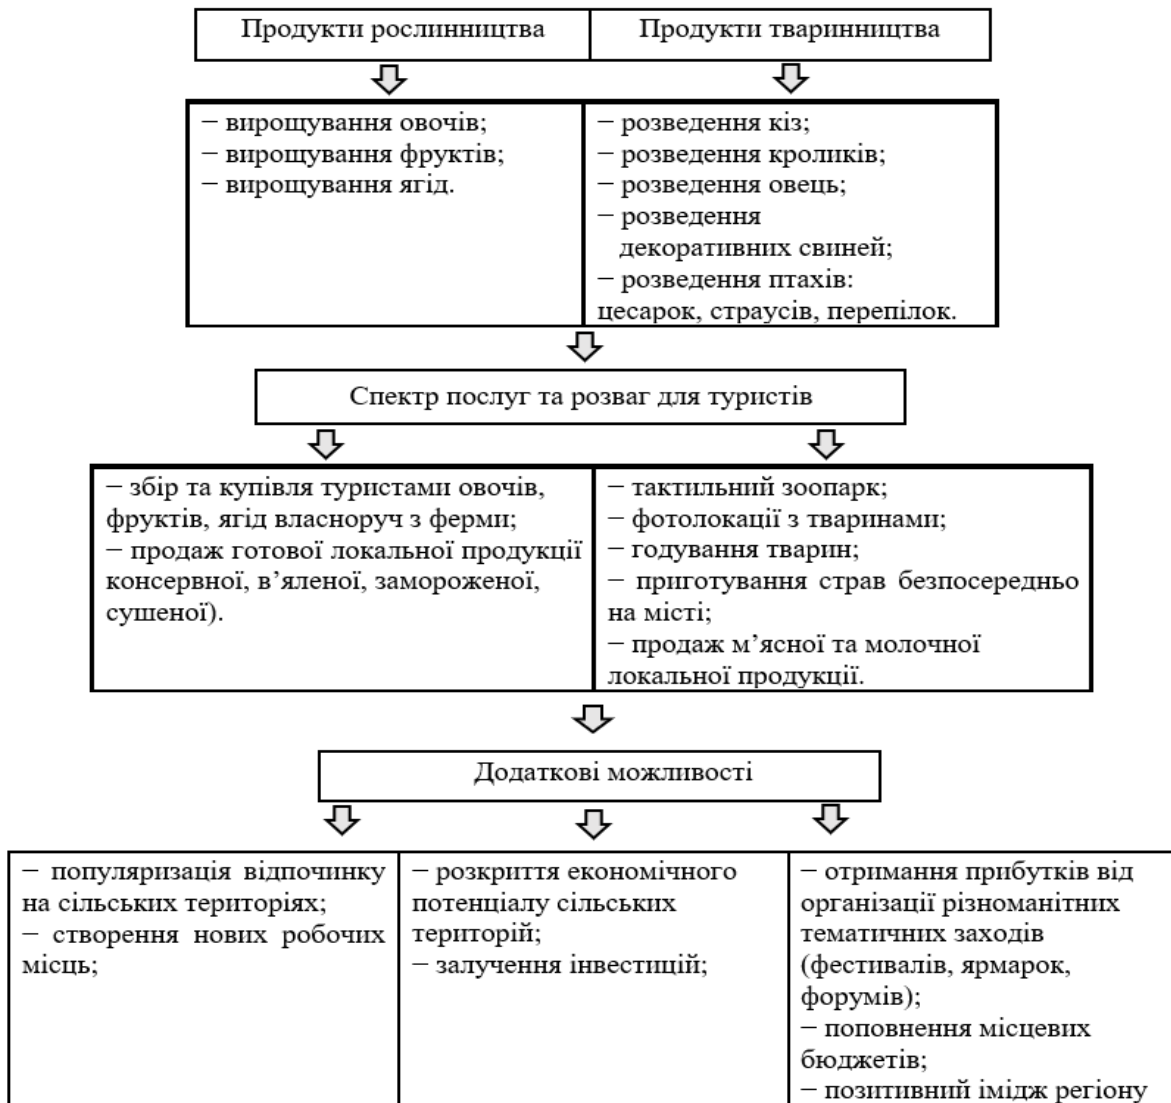 Продукти рослинництва
Продукти тваринництва
− вирощування овочів;
− вирощування фруктів;
− вирощування ягід.
− розведення кіз;
− розведення кроликів;
− розведення овець;
− розведення
декоративних свиней;
− розведення птахів:
цесарок, страусів, перепілок.
Спектр послуг та розваг для туристів
− збір та купівля туристами овочів,
фруктів, ягід власноруч з ферми;
− продаж готової локальної продукції
консервної, в’яленої, замороженої,
сушеної).
− тактильний зоопарк;
− фотолокації з тваринами;
− годування тварин;
− приготування страв безпосередньо
на місті;
− продаж м’ясної та молочної
локальної продукції.
Додаткові можливості
− популяризація відпочинку
на сільських територіях;
− створення нових робочих
місць;
− розкриття економічного
потенціалу сільських
територій;
− залучення інвестицій;
− отримання прибутків від
організації різноманітних
тематичних заходів
(фестивалів, ярмарок,
форумів);
− поповнення місцевих
бюджетів;
− позитивний імідж регіону